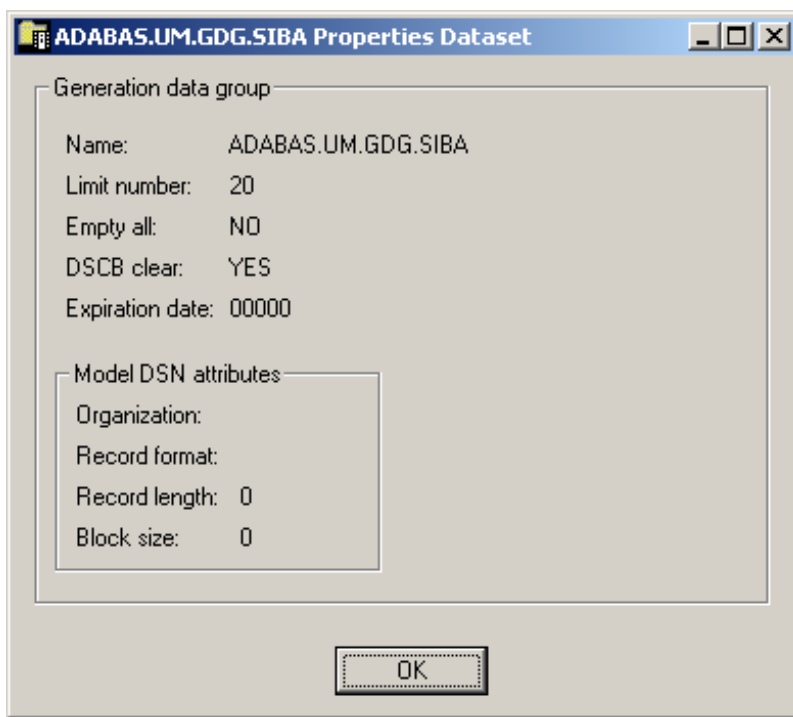 ADABAS.UM.GDG.SIBA Properties Dataset
Generation data group
Name: ADABAS.UM.GDG.SIBA
Limit number: 20
Empty all: NO
DSCB clear: YES
Expiration date: 00000
Model DSN attributes
Organization:
Record format:
Record length: 0
Block size: 0
OK